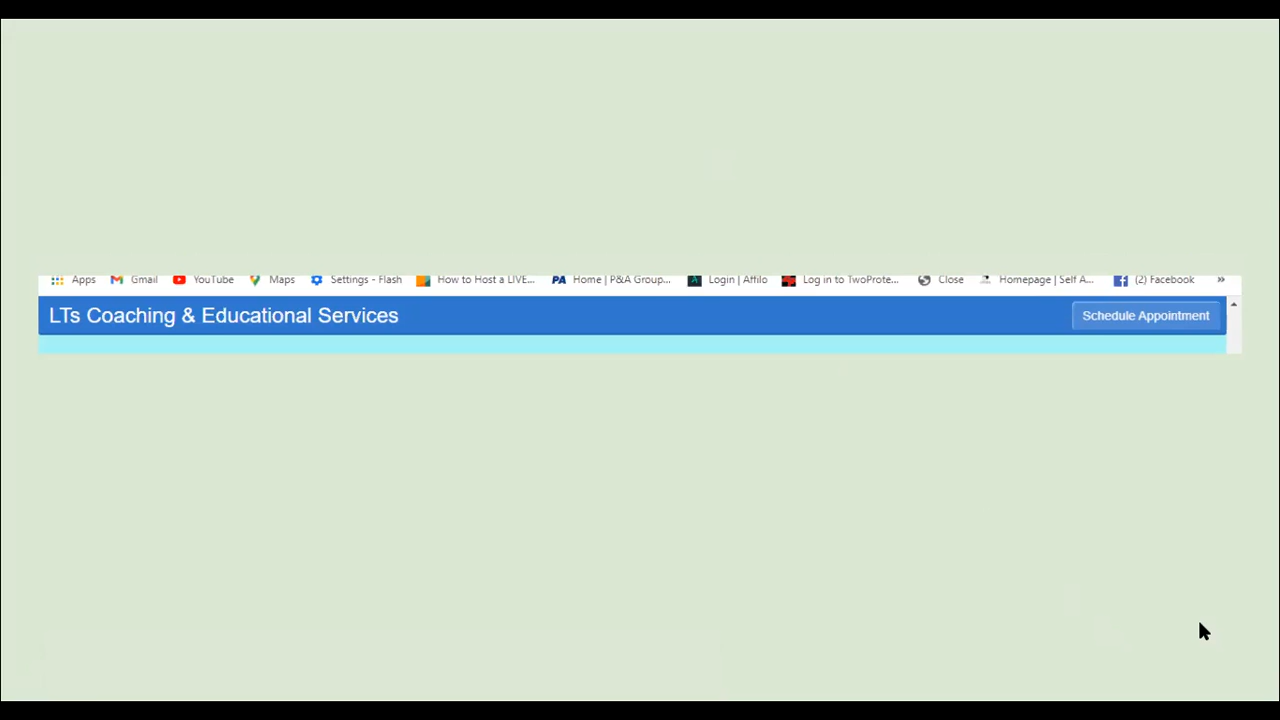 Apps Gmail YouTube Maps Settings - Flash How to Host a LIVE... PA Home | P&A Group... Login | Affilo Log in to TwoProte... Close Homepage | Self A... (2) Facebook »
LTs Coaching & Educational Services Schedule Appointment